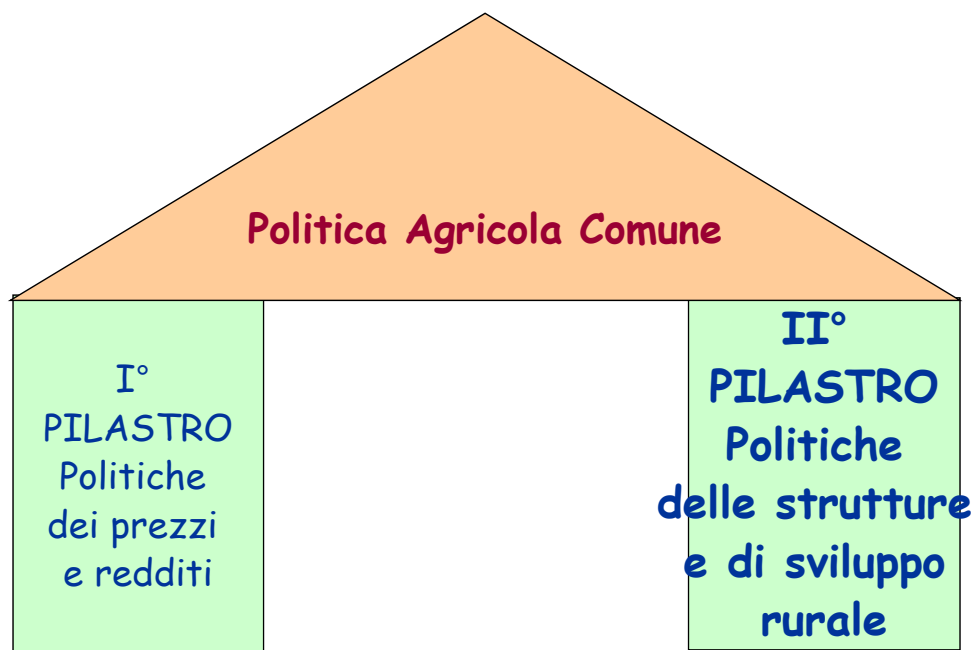 Politica Agricola Comune
I°
PILASTRO
Politiche
dei prezzi
e redditi
II°
PILASTRO
Politiche
delle strutture
e di sviluppo
rurale